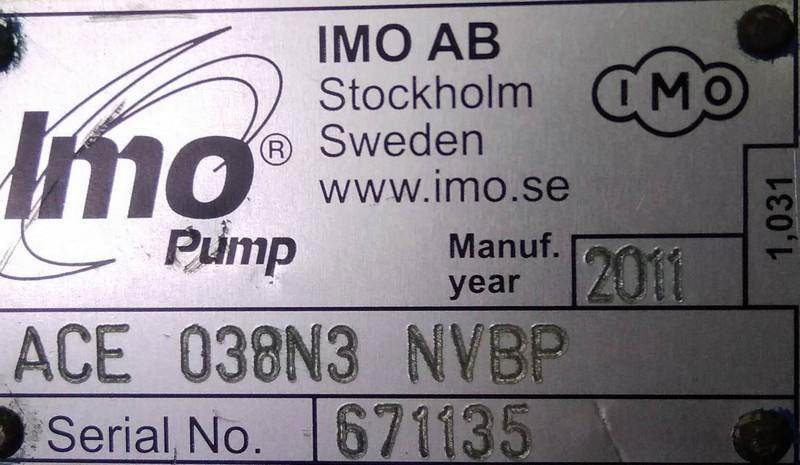 Imo®
Pump
IMO AB
Stockholm
Sweden
www.imo.se
IMO
Manuf.
year
2011
1,031
ACE 038N3 NVBP
Serial No. 671135